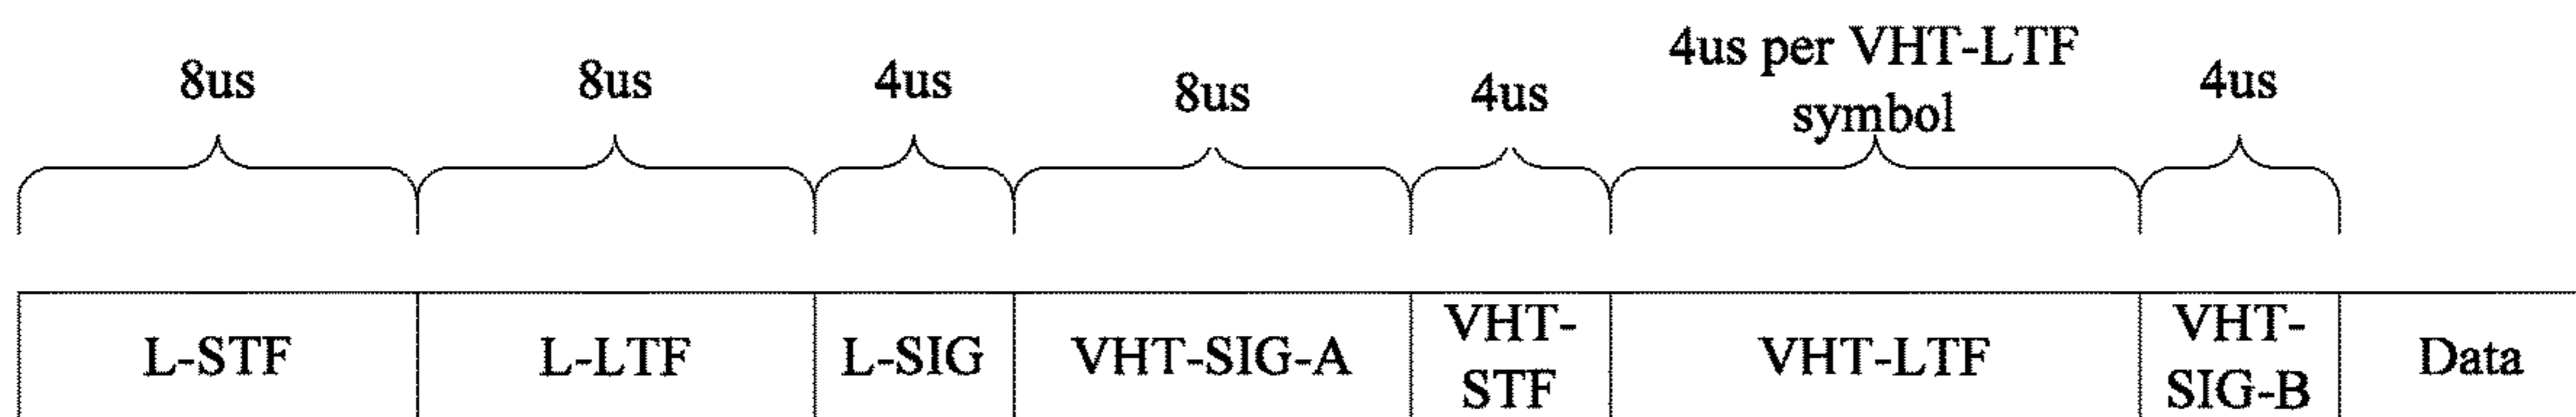 8us
8us
4us
8us
4us
4us per VHT-LTF
symbol
4us
L-STF
L-LTF
L-SIG
VHT-SIG-A
VHT-
STF
VHT-LTF
VHT-
SIG-B
Data